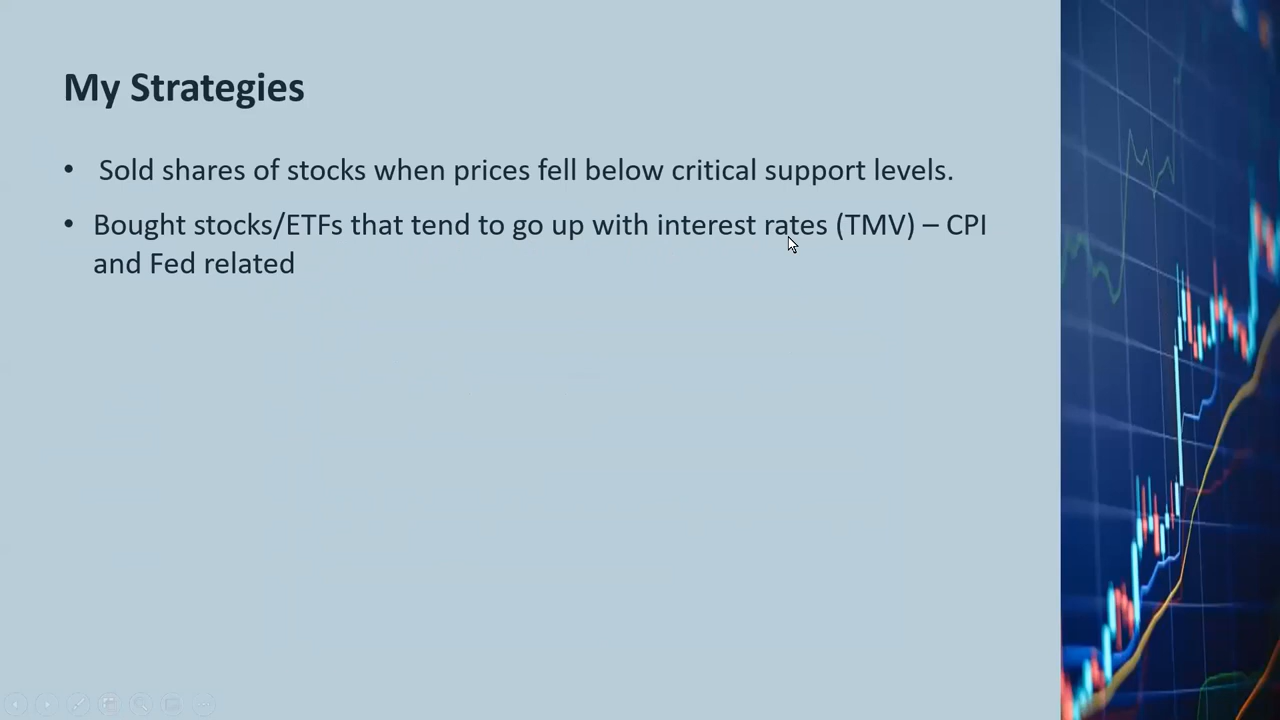 My Strategies
• Sold shares of stocks when prices fell below critical support levels.
• Bought stocks/ETFs that tend to go up with interest rates (TMV) – CPI
and Fed related